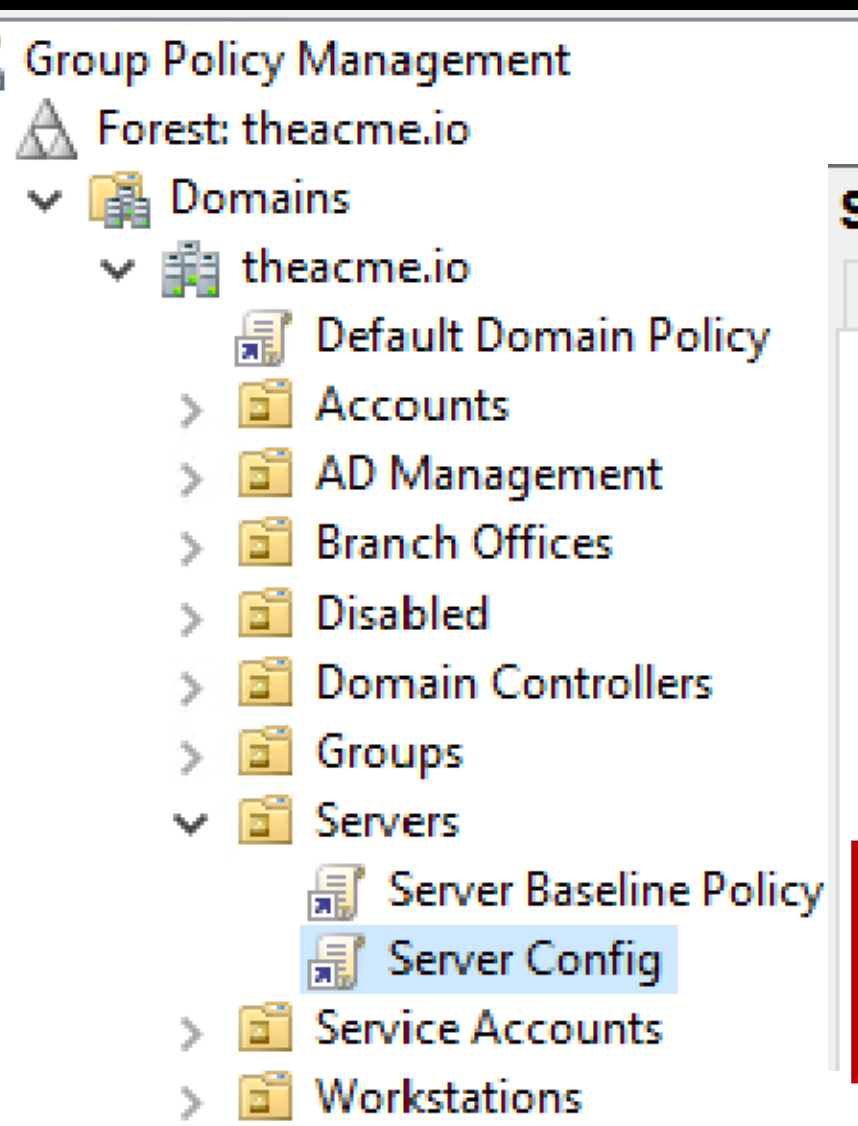 Group Policy Management
Forest: theacme.io
Domains
theacme.io
Default Domain Policy
Accounts
AD Management
Branch Offices
Disabled
Domain Controllers
Groups
Servers
Server Baseline Policy
Server Config
Service Accounts
Workstations